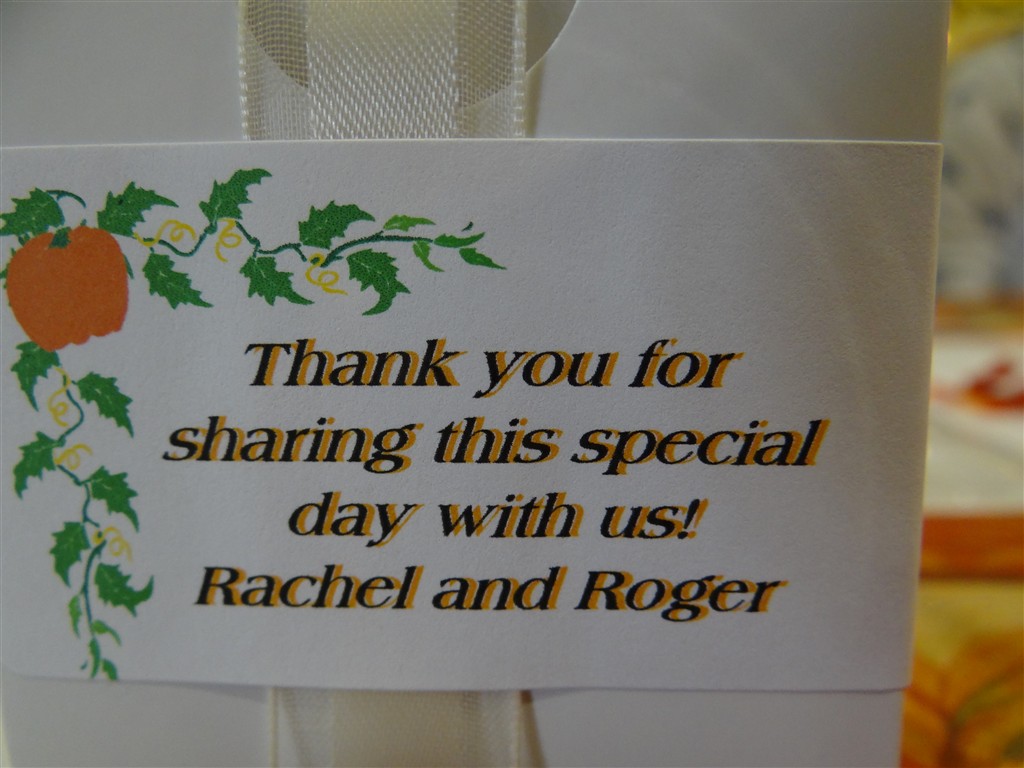 Thank you for
sharing this special
day with us!
Rachel and Roger